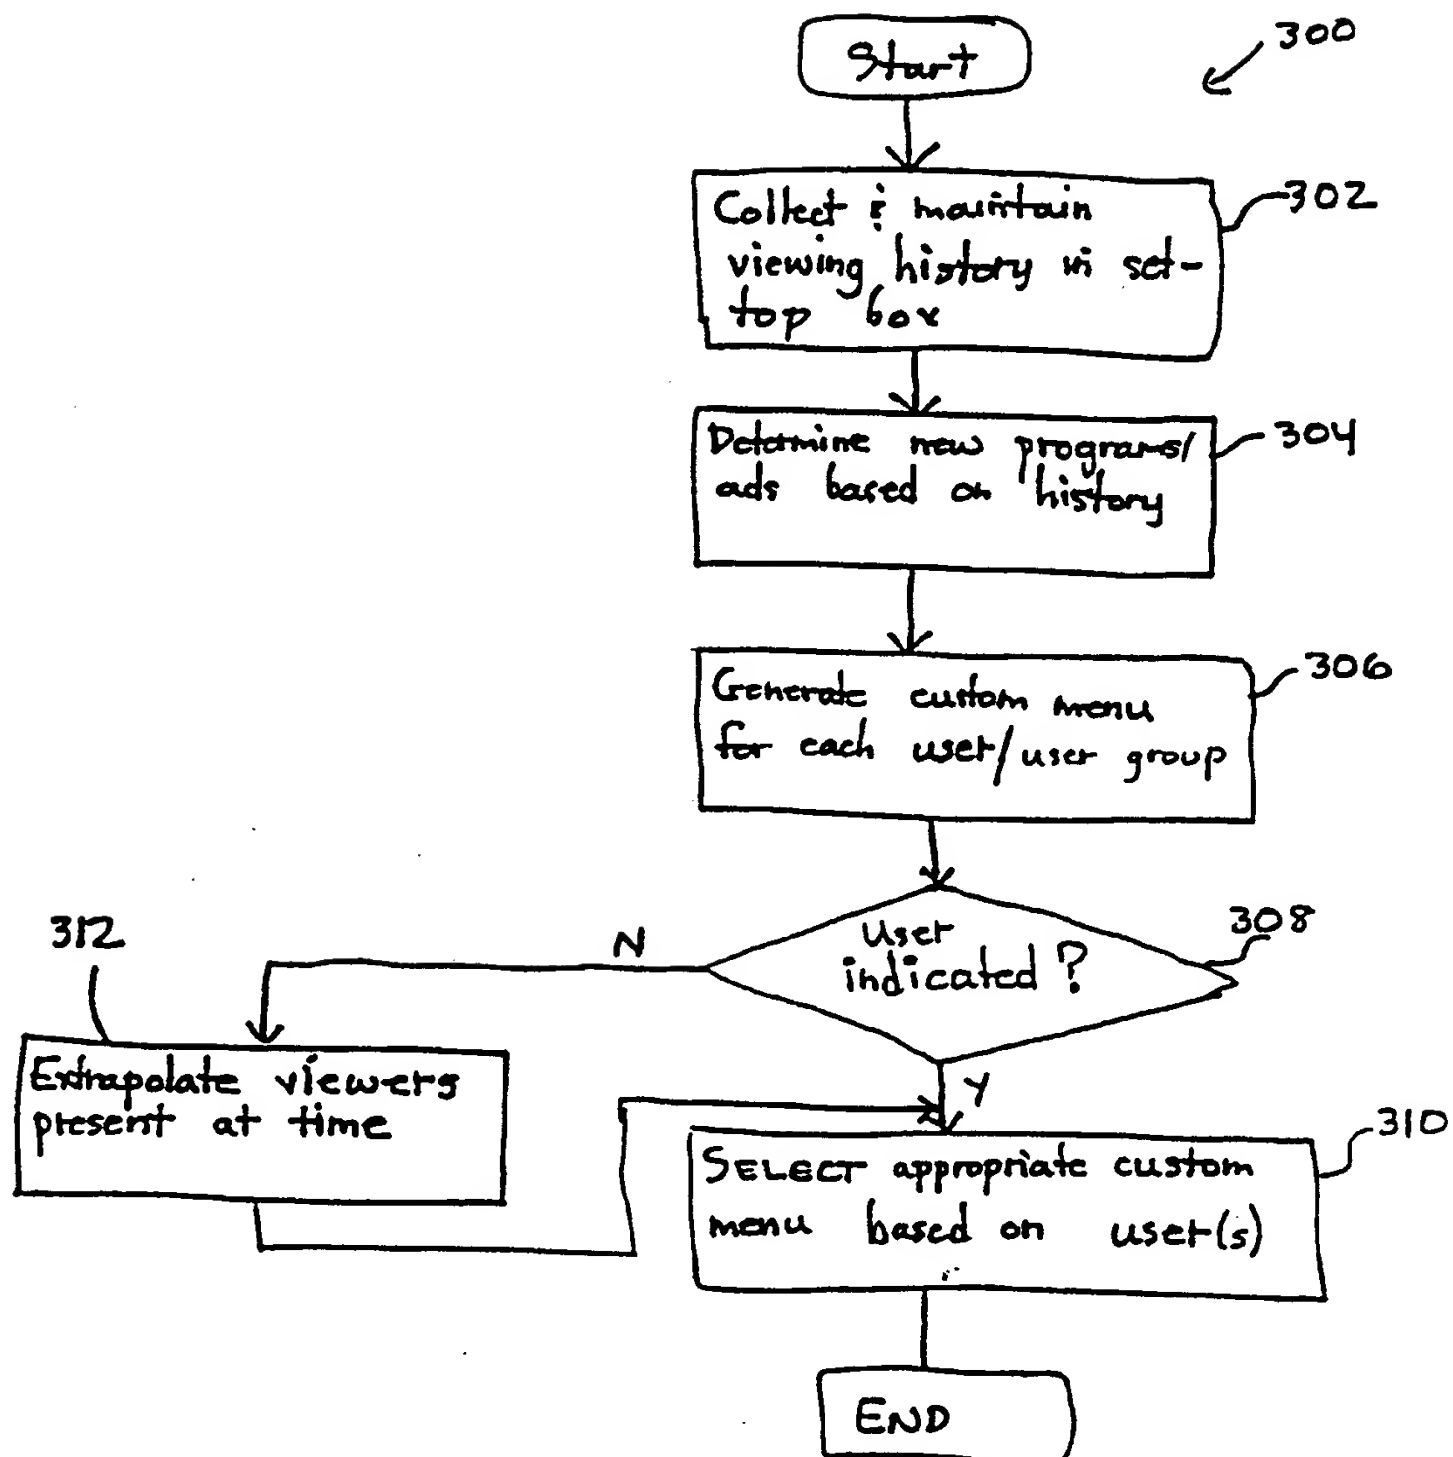 Start
300
Collect & maintain
viewing history in set-
top box
302
Determine new programs/
ads based on history
304
Generate custom menu
for each user/user group
306
User
indicated?
308
N
312
Extrapolate viewers
present at time
Y
SELECT appropriate custom
menu based on user(s)
310
END